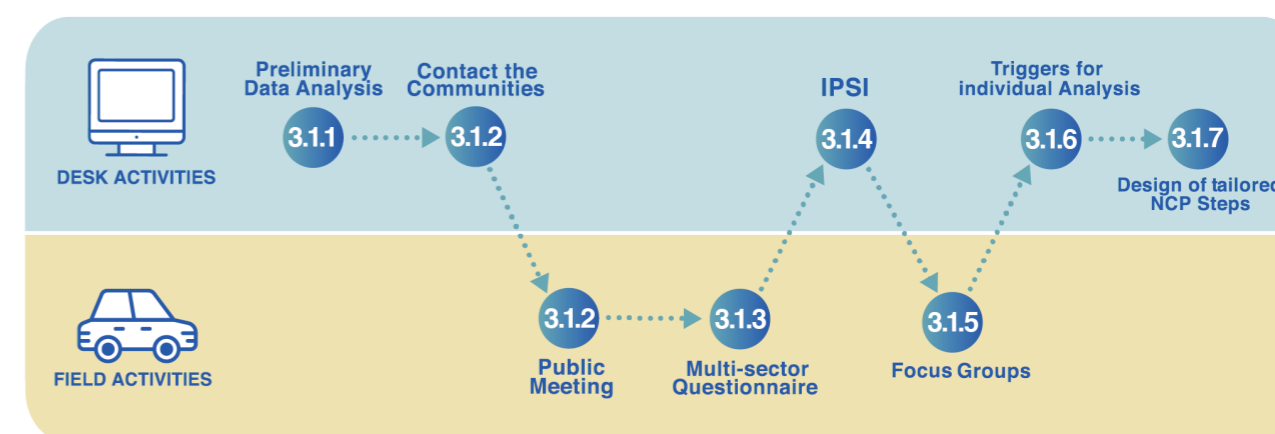 Preliminary
Data Analysis
3.1.1
Contact the
Communities
3.1.2
IPSI
3.1.4
Triggers for
individual Analysis
3.1.6
3.1.7
Design of tailored
NCP Steps
DESK ACTIVITIES
3.1.2
Public
Meeting
3.1.3
Multi-sector
Questionnaire
3.1.5
Focus Groups
FIELD ACTIVITIES